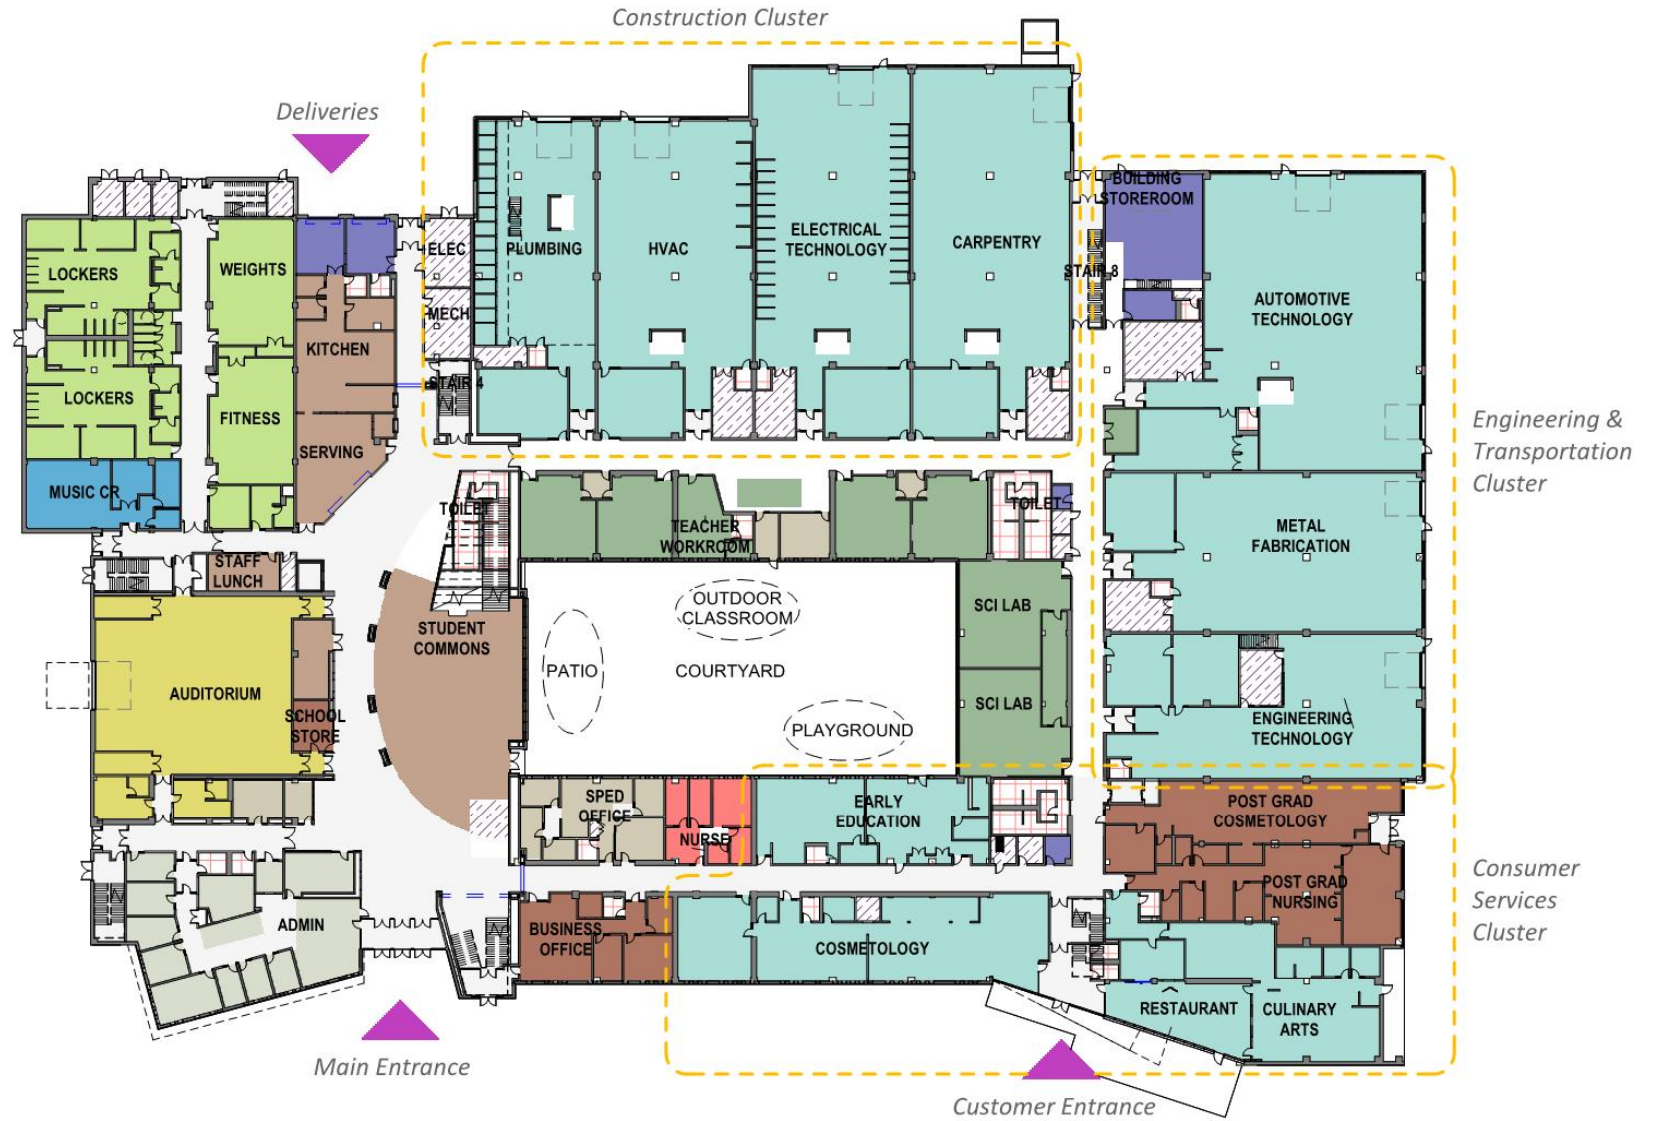 Construction Cluster
Deliveries
BUILDING
STOREROOM
ELEC
PLUMBING
HVAC
ELECTRICAL
TECHNOLOGY
CARPENTRY
STAIR 8
LOCKERS
WEIGHTS
MECH
AUTOMOTIVE
TECHNOLOGY
KITCHEN
STAIR 4
LOCKERS
FITNESS
SERVING
Engineering &
Transportation
Cluster
MUSIC CR
TOILET
TEACHER
WORKROOM
TOILET
METAL
FABRICATION
STAFF
LUNCH
OUTDOOR
CLASSROOM
SCI LAB
STUDENT
COMMONS
PATIO
COURTYARD
AUDITORIUM
SCHOOL
STORE
PLAYGROUND
SCI LAB
ENGINEERING
TECHNOLOGY
SPED
OFFICE
NURSE
EARLY
EDUCATION
POST GRAD
COSMETOLOGY
Consumer
Services
Cluster
POST GRAD
NURSING
ADMIN
BUSINESS
OFFICE
COSMETOLOGY
RESTAURANT
CULINARY
ARTS
Main Entrance
Customer Entrance